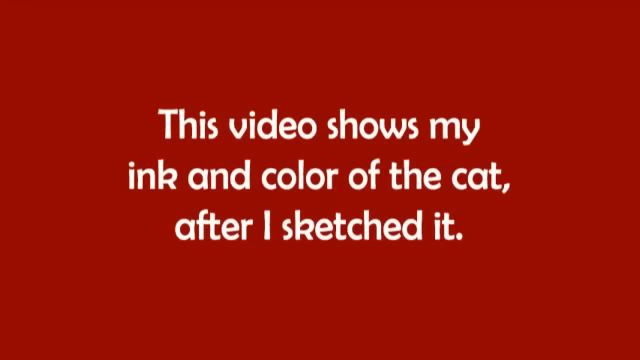 This video shows my
ink and color of the cat,
after I sketched it.